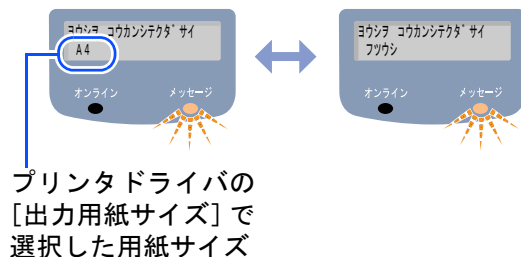 ヨウシヲ コウカンシテクダサイ
A4
オンライン
メッセージ
ヨウシヲ コウカンシテクダサイ
フツウシ
オンライン
メッセージ
プリンタドライバの
[出力用紙サイズ]で
選択した用紙サイズ